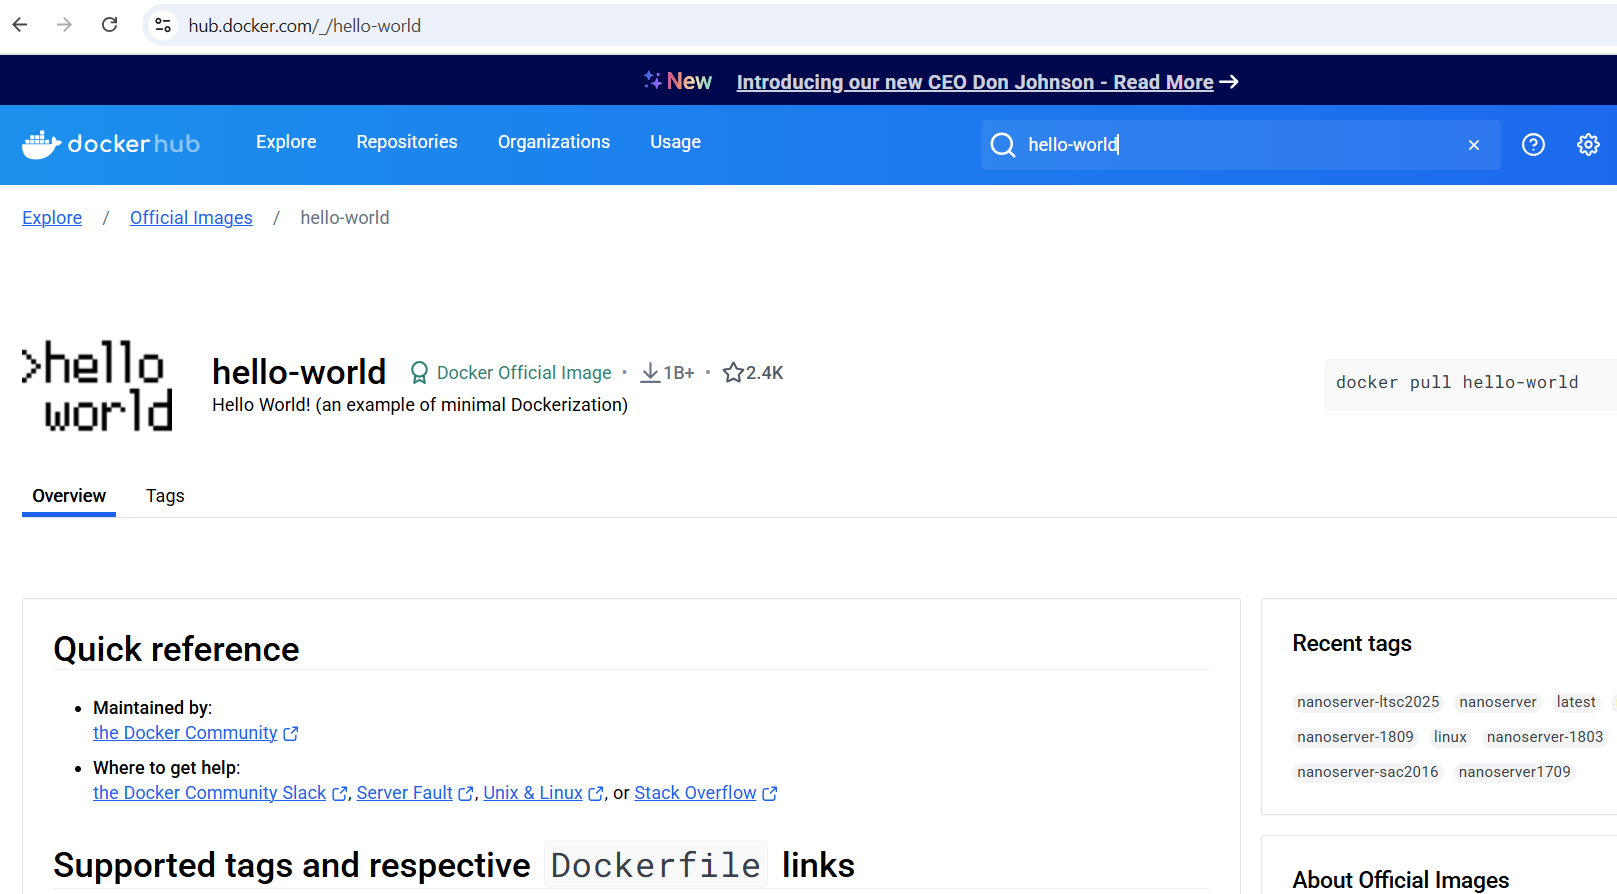 hub.docker.com/_/hello-world
New Introducing our new CEO Don Johnson - Read More
dockerhub Explore Repositories Organizations Usage hello-world
Explore / Official Images / hello-world
>hello
world
hello-world Docker Official Image • 1B+ • 2.4K
Hello World! (an example of minimal Dockerization)
docker pull hello-world
Overview Tags
Quick reference
• Maintained by:
the Docker Community
• Where to get help:
the Docker Community Slack, Server Fault, Unix & Linux, or Stack Overflow
Supported tags and respective Dockerfile links
Recent tags
nanoserver-ltsc2025 nanoserver latest
nanoserver-1809 linux nanoserver-1803
nanoserver-sac2016 nanoserver1709
About Official Images